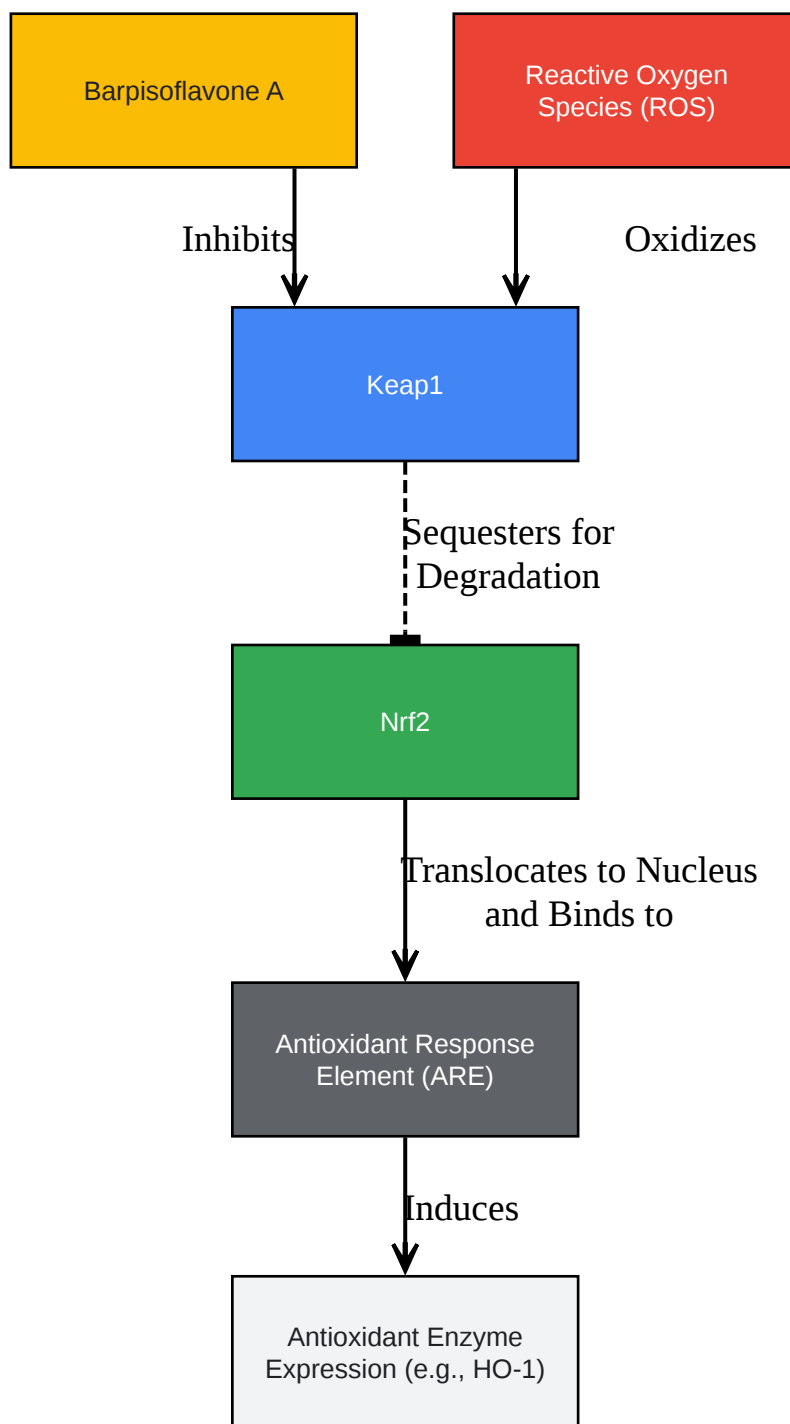 Barpisoflavone A
Reactive Oxygen
Species (ROS)
Inhibits
Oxidizes
Keap1
Sequesters for
Degradation
Nrf2
Translocates to Nucleus
and Binds to
Antioxidant Response
Element (ARE)
Induces
Antioxidant Enzyme
Expression (e.g., HO-1)